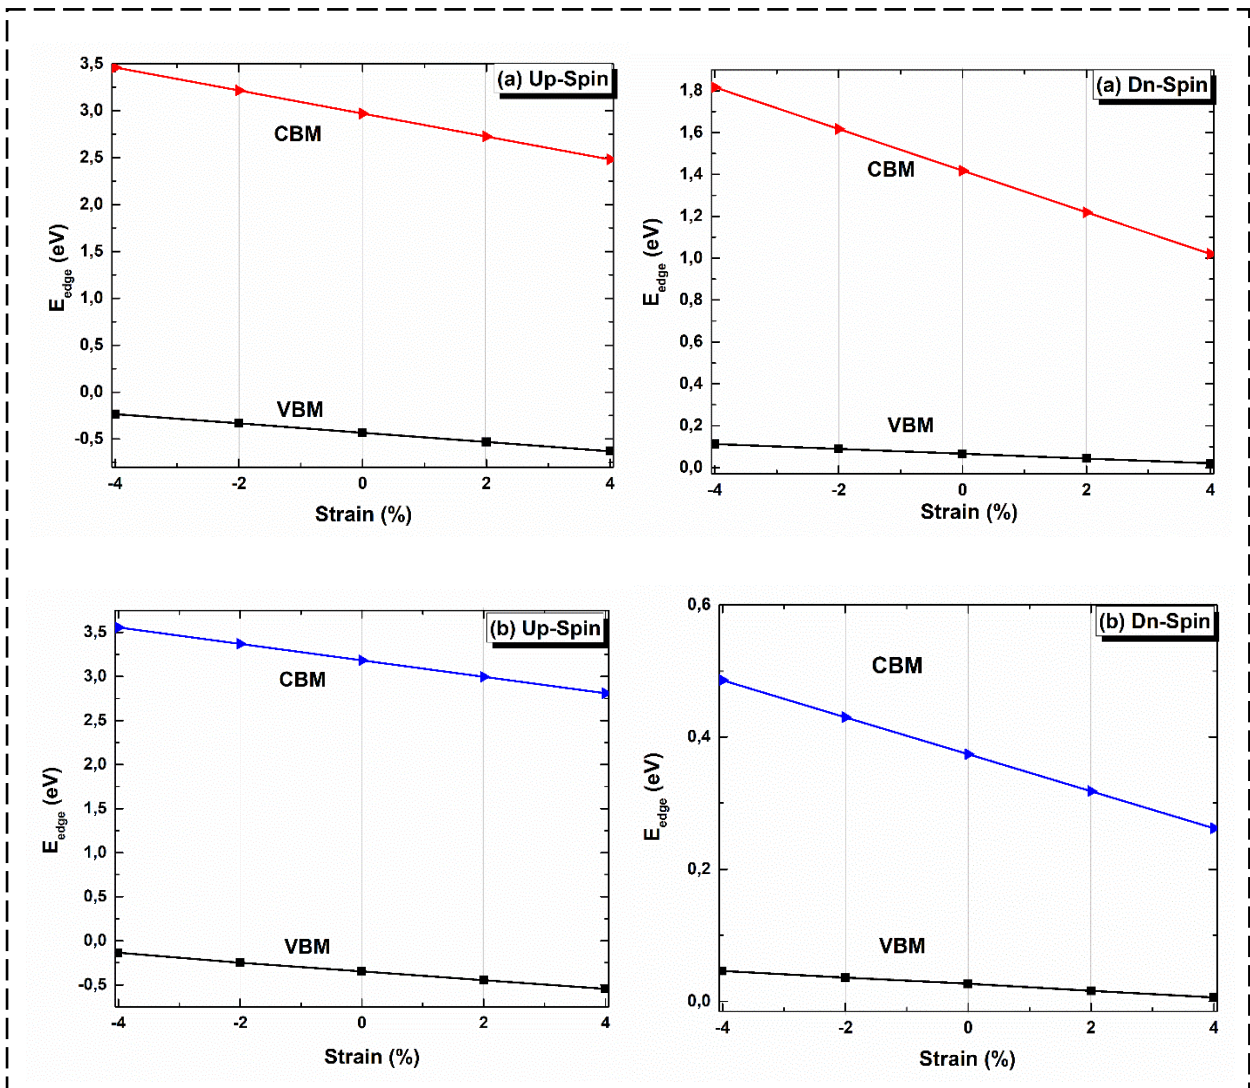 (a) Up-Spin
3,5
3,0
2,5
2,0
1,5
1,0
0,5
0,0
-0,5
CBM
VBM
E_edge (eV)
-4 -2 0 2 4
Strain (%)
(a) Dn-Spin
1,8
1,6
1,4
1,2
1,0
0,8
0,6
0,4
0,2
0,0
CBM
VBM
E_edge (eV)
-4 -2 0 2 4
Strain (%)
(b) Up-Spin
3,5
3,0
2,5
2,0
1,5
1,0
0,5
0,0
-0,5
CBM
VBM
E_edge (eV)
-4 -2 0 2 4
Strain (%)
(b) Dn-Spin
0,6
0,4
0,2
0,0
CBM
VBM
E_edge (eV)
-4 -2 0 2 4
Strain (%)